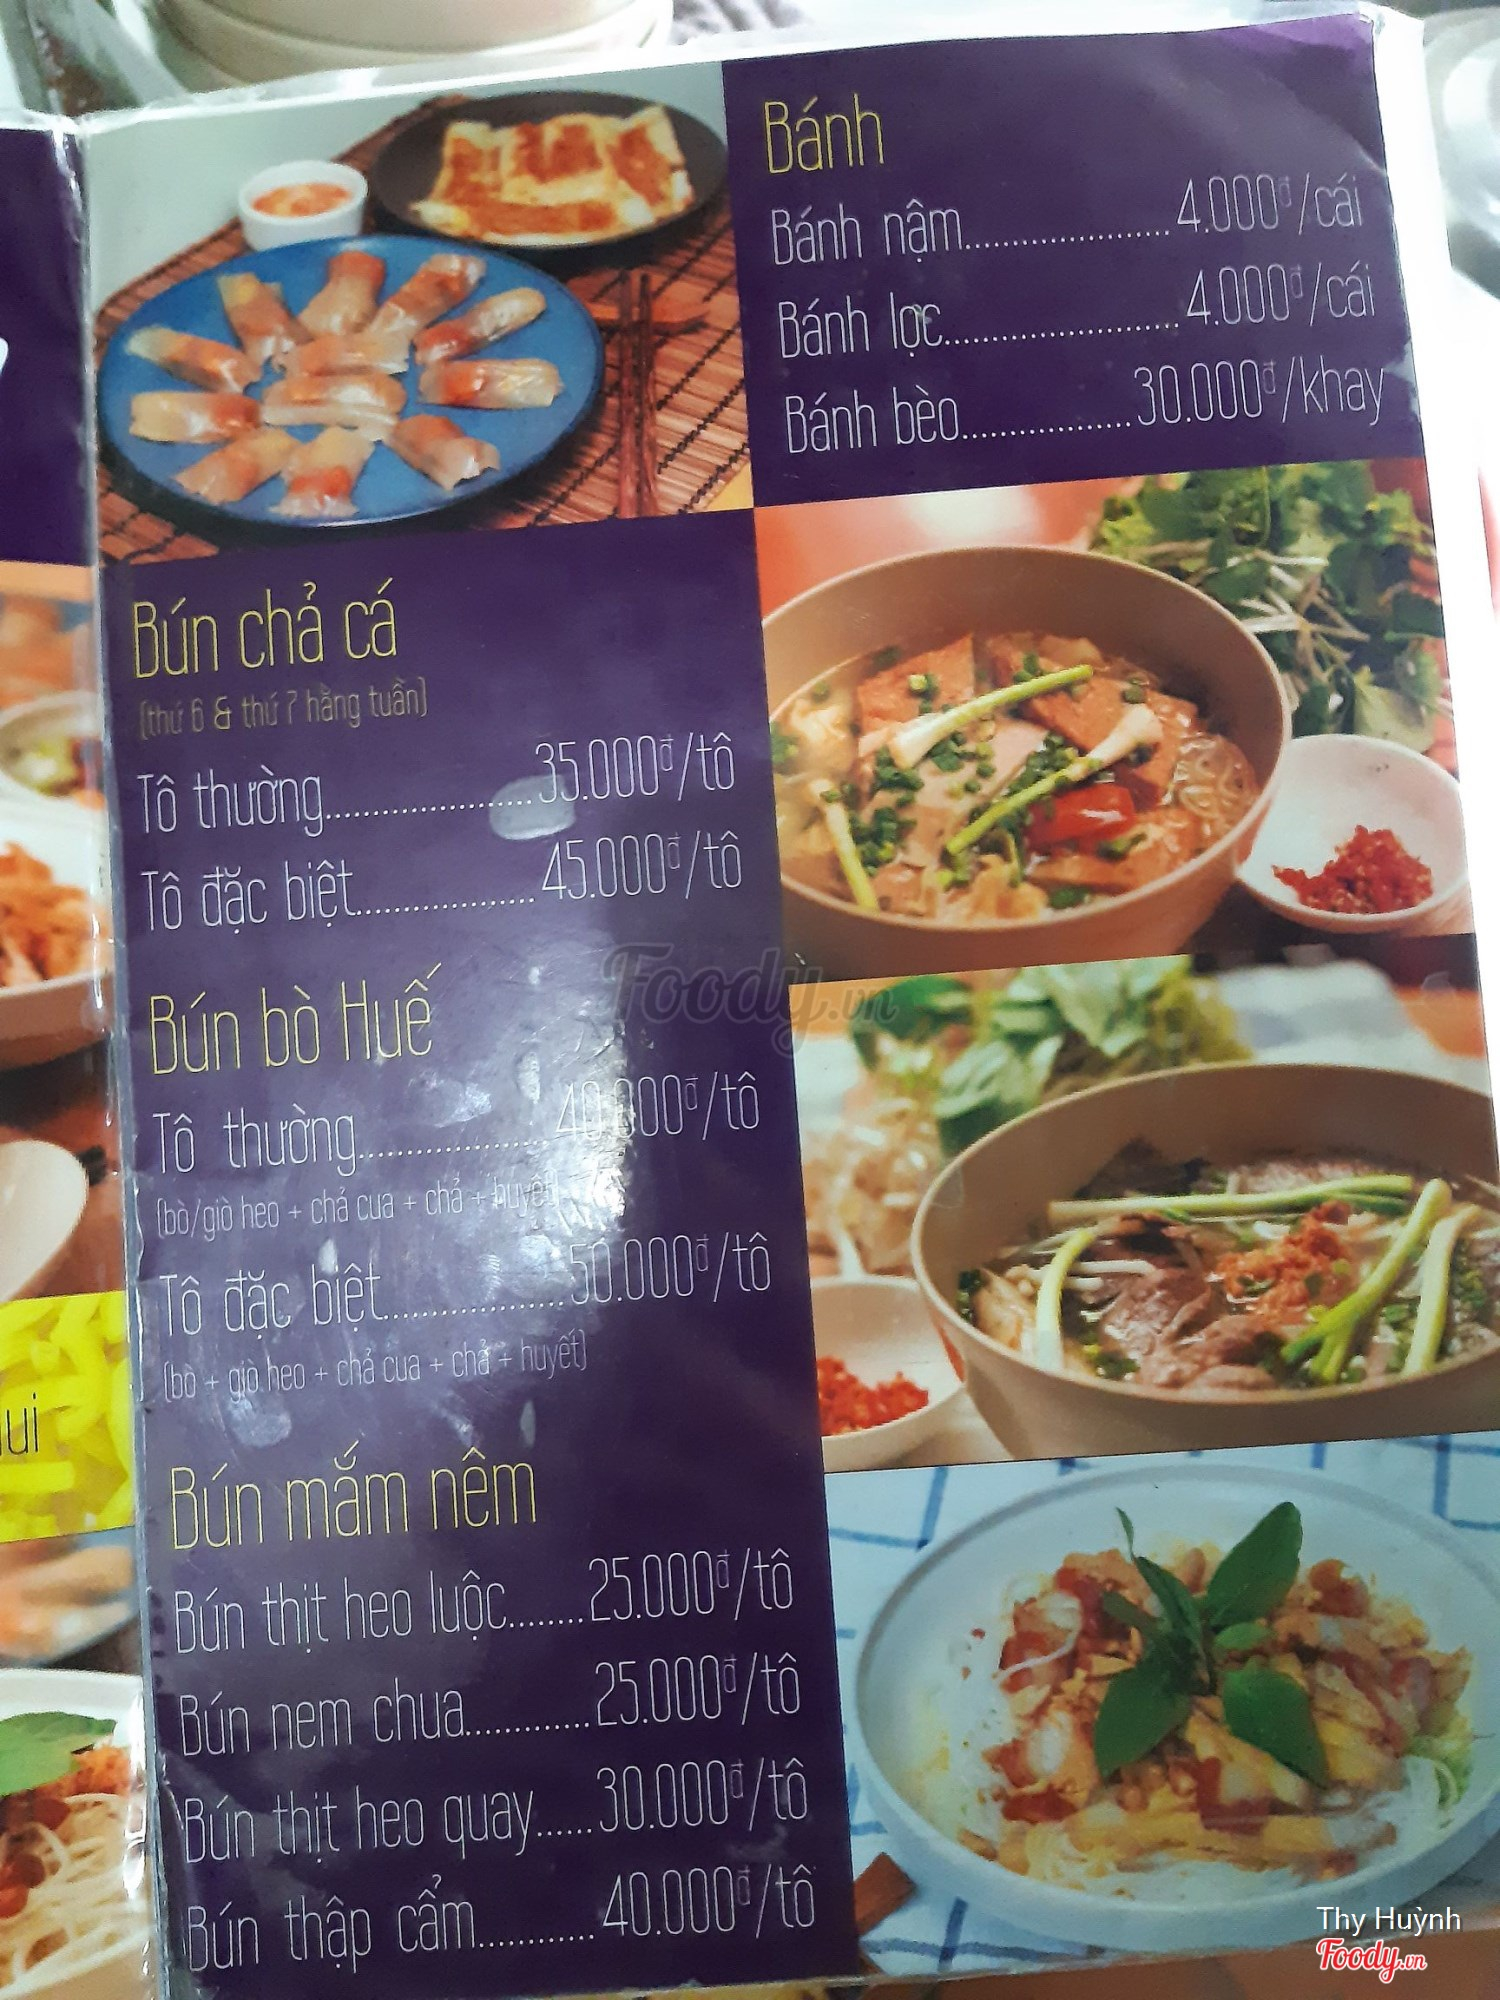 Bánh
Bánh nậm....................4.000đ/cái
Bánh lọc.......................4.000đ/cái
Bánh bèo.................30.000đ/khay
Bún chả cá
(thứ 6 & thứ 7 hằng tuần)
Tô thường....................35.000đ/tô
Tô đặc biệt..................45.000đ/tô
Bún bò Huế
Tô thường...................40.000đ/tô
(bò/giò heo + chả cua + chả + huyết)
Tô đặc biệt..................50.000đ/tô
(bò + giò heo + chả cua + chả + huyết)
Bún mắm nêm
Bún thịt heo luộc.......25.000đ/tô
Bún nem chua............25.000đ/tô
Bún thịt heo quay......30.000đ/tô
Bún thập cẩm............40.000đ/tô
ui
Foody.vn
Thy Huỳnh
Foody.vn